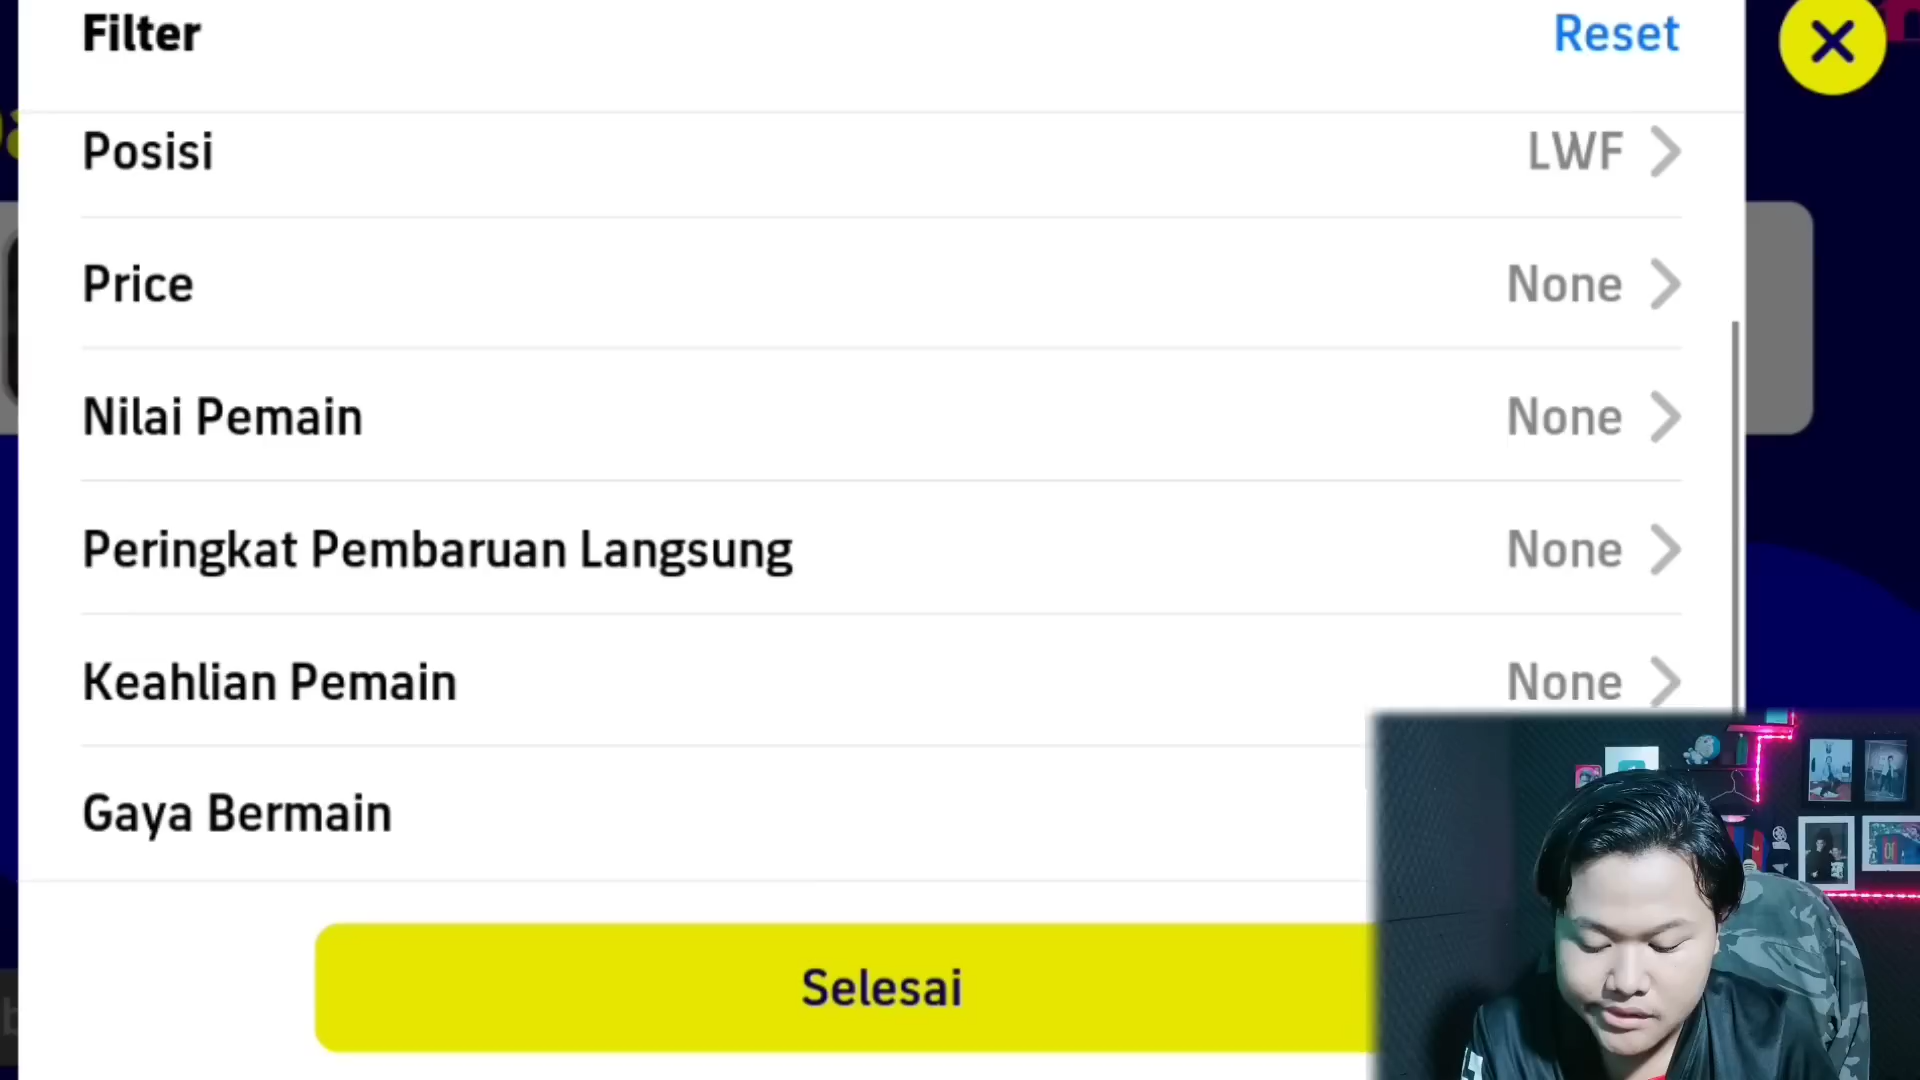 Filter
Reset
Posisi
LWF
Price
None
Nilai Pemain
None
Peringkat Pembaruan Langsung
None
Keahlian Pemain
None
Gaya Bermain
Selesai